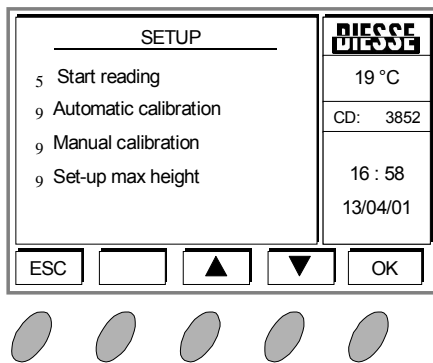 SETUP
5 Start reading
9 Automatic calibration
9 Manual calibration
9 Set-up max height
DIESSE
19 °C
CD: 3852
16 : 58
13/04/01
ESC ▲ ▼ OK